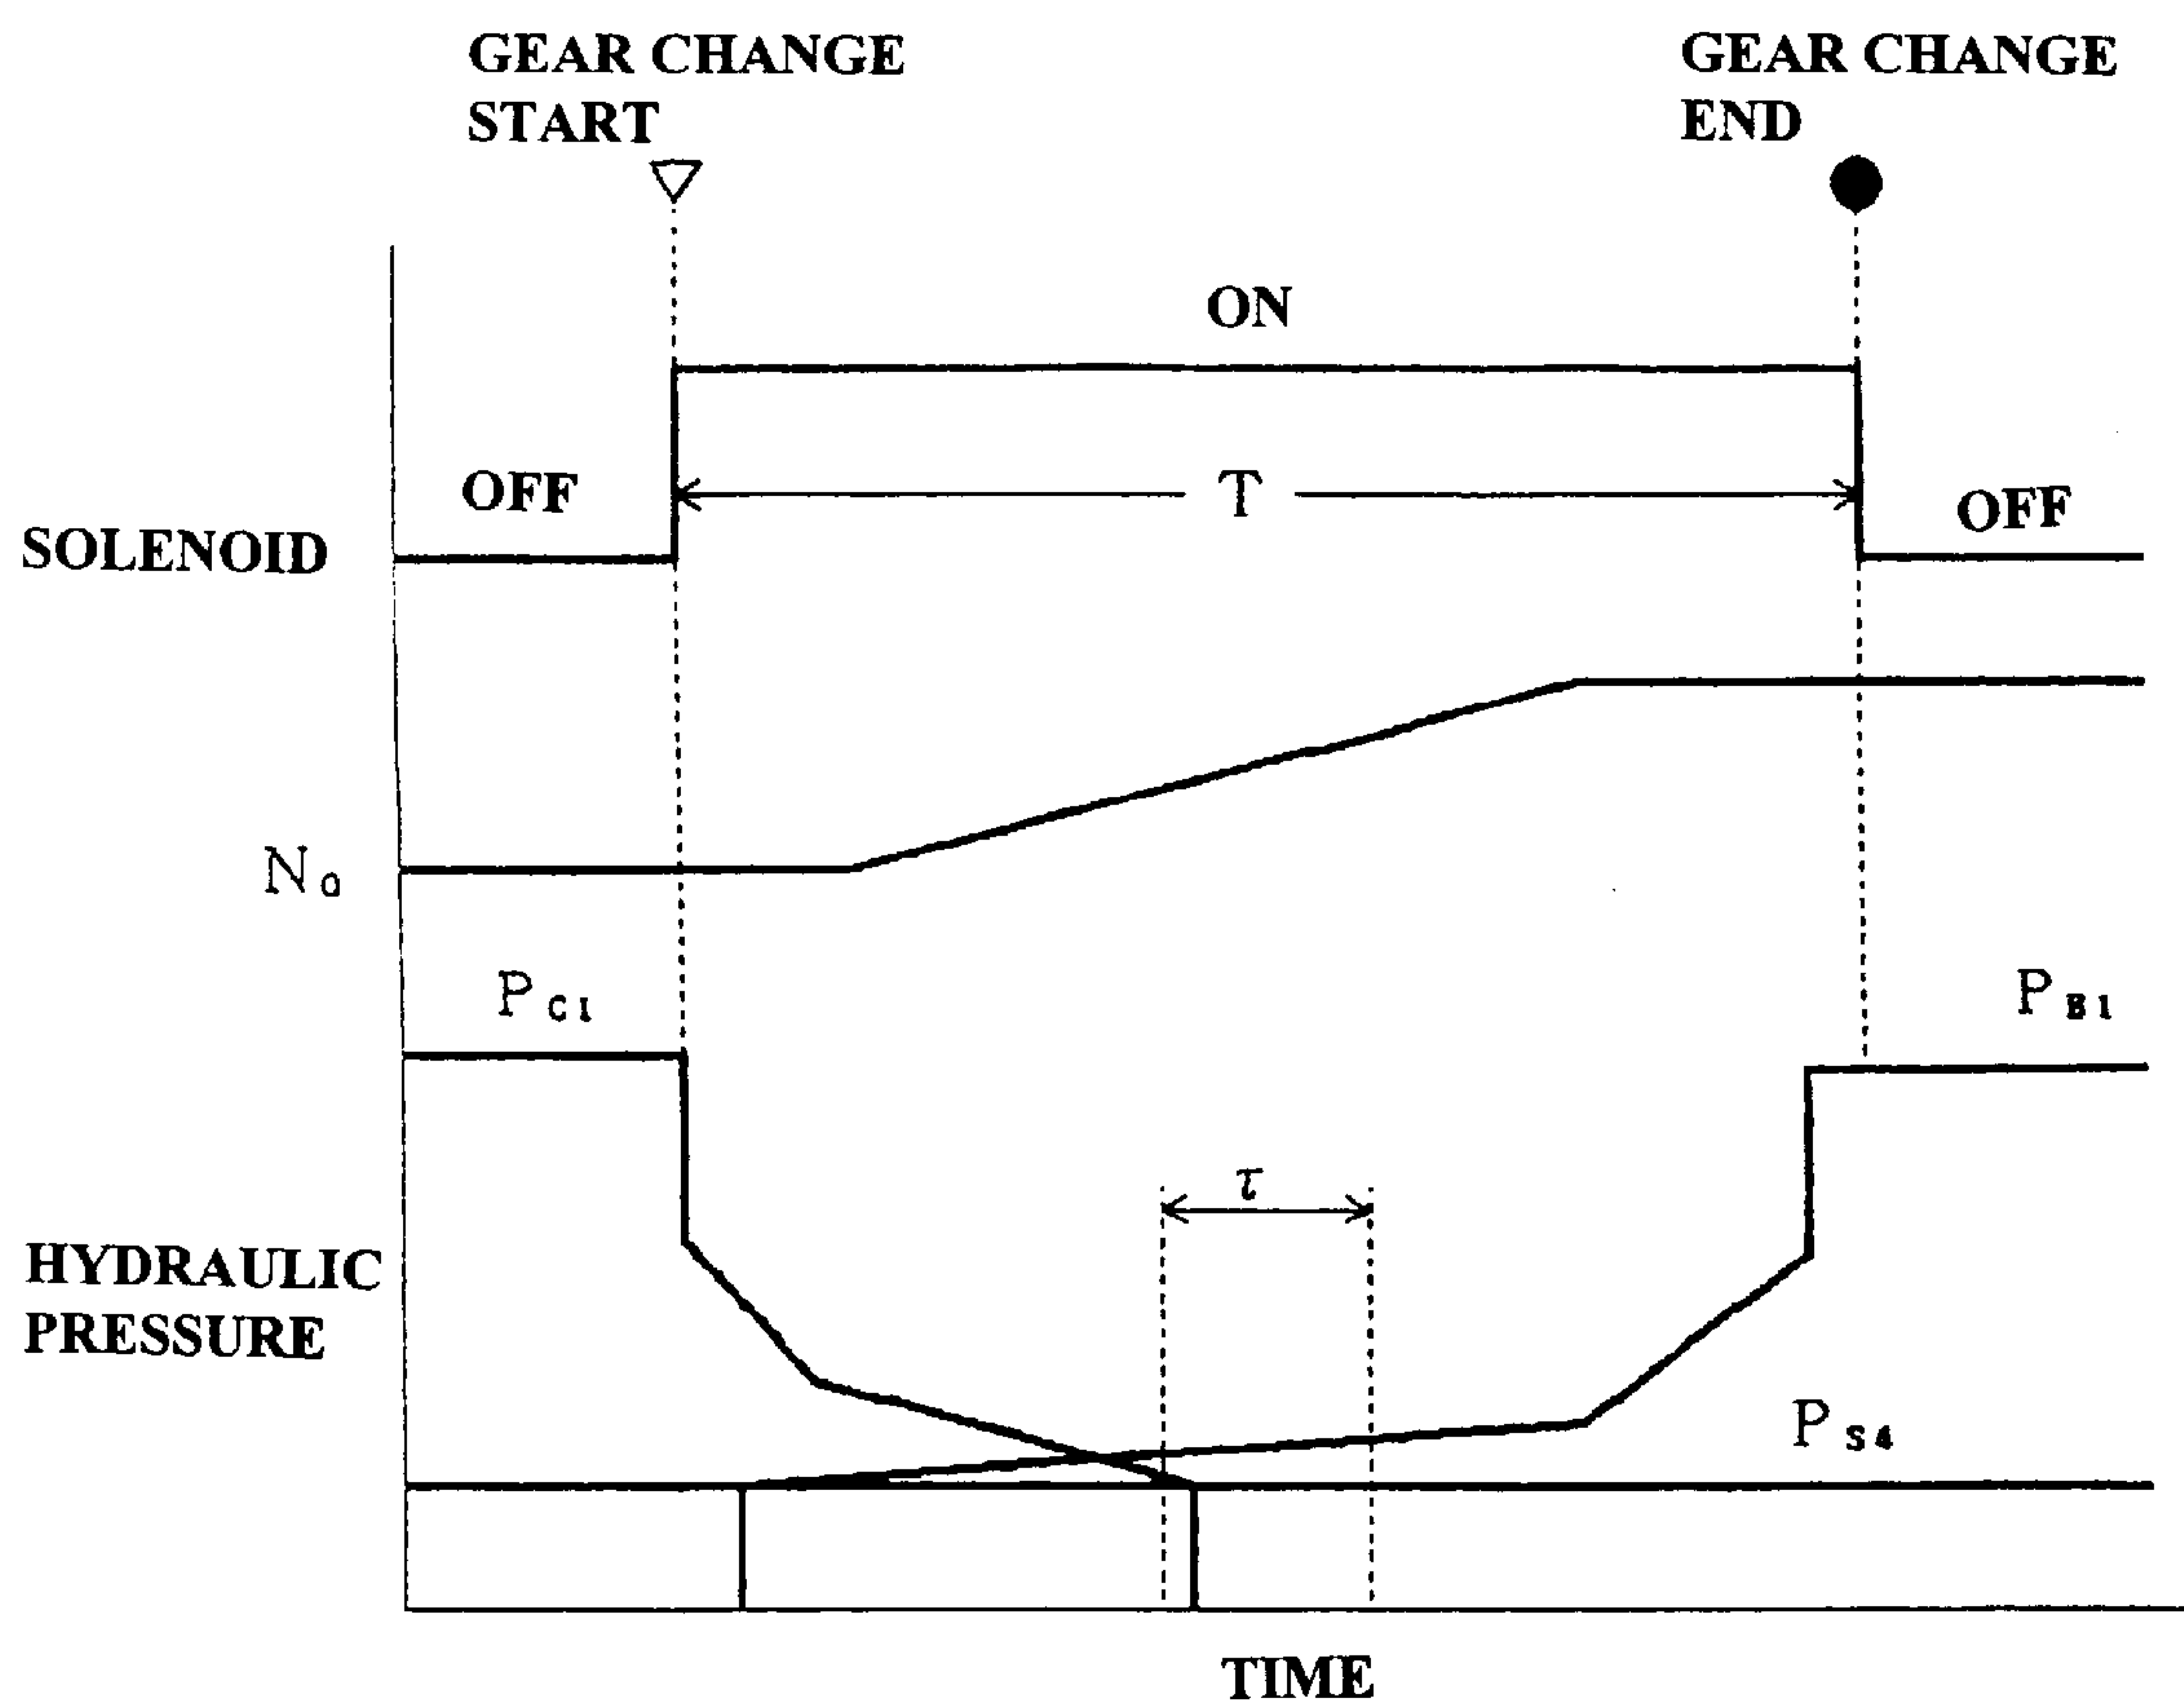 GEAR CHANGE
START
GEAR CHANGE
END
ON
OFF
T
OFF
SOLENOID
N₀
P_C1
P_B1
τ
HYDRAULIC
PRESSURE
P_S4
TIME